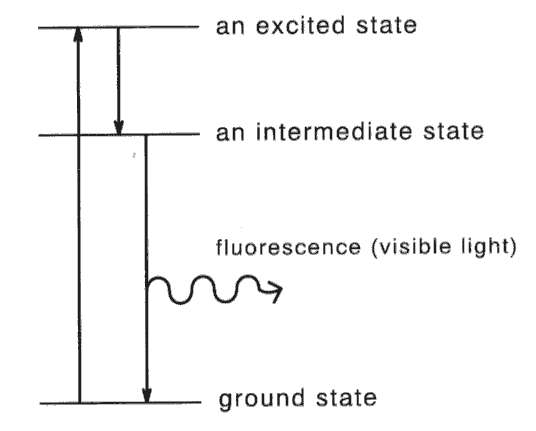 an excited state
an intermediate state
fluorescence (visible light)
ground state